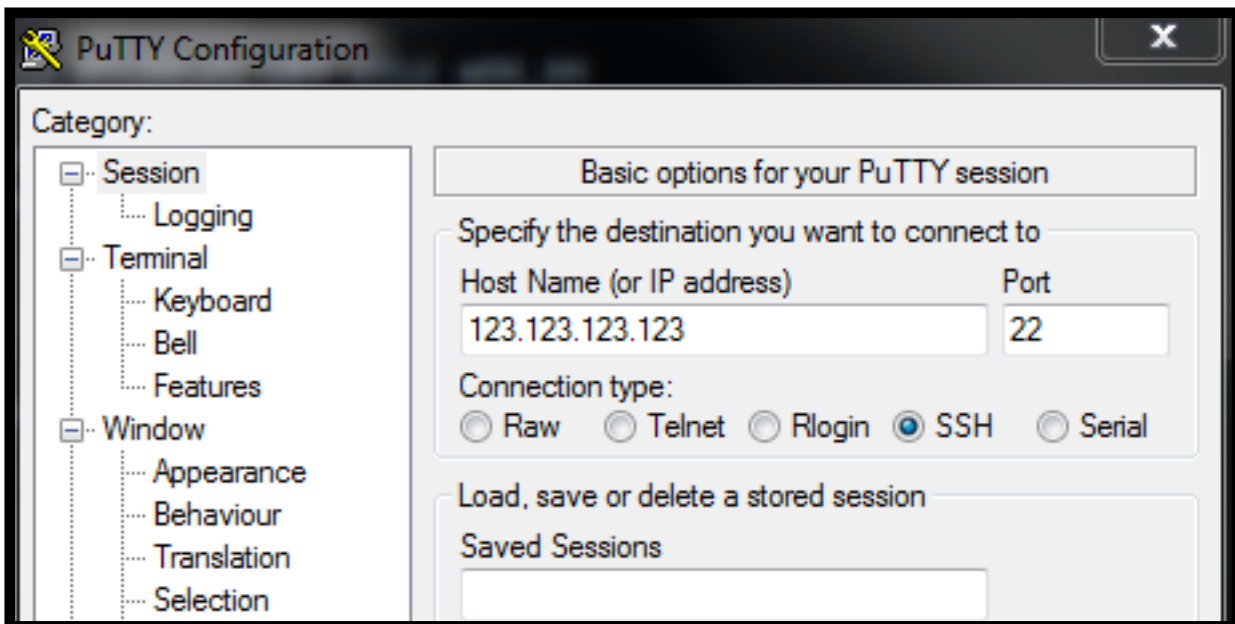 PuTTY Configuration
Category:
Session
Logging
Terminal
Keyboard
Bell
Features
Window
Appearance
Behaviour
Translation
Selection
Basic options for your PuTTY session
Specify the destination you want to connect to
Host Name (or IP address) Port
123.123.123.123 22
Connection type:
Raw Telnet Rlogin SSH Serial
Load, save or delete a stored session
Saved Sessions